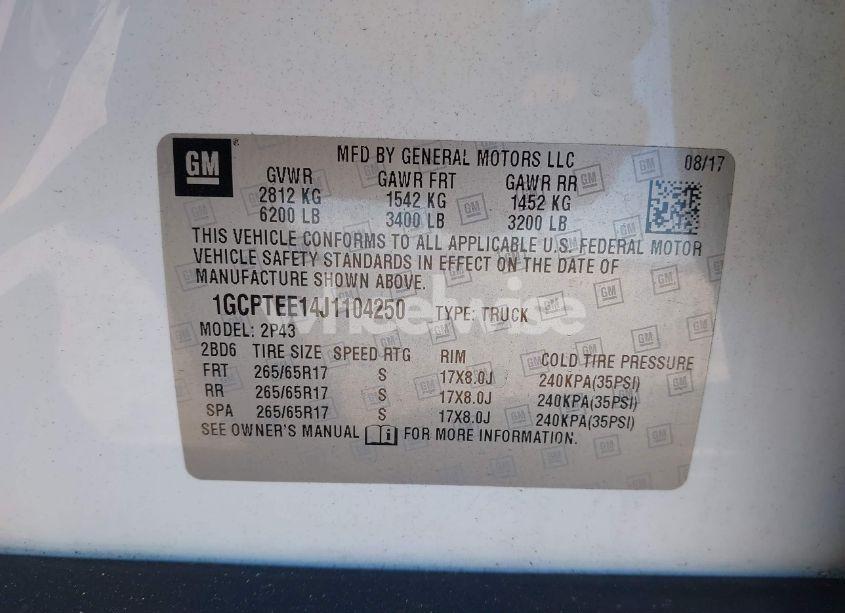 GM
MFD BY GENERAL MOTORS LLC 08/17
GVWR GAWR FRT GAWR RR
2812 KG 1542 KG 1452 KG
6200 LB 3400 LB 3200 LB
THIS VEHICLE CONFORMS TO ALL APPLICABLE U.S. FEDERAL MOTOR
VEHICLE SAFETY STANDARDS IN EFFECT ON THE DATE OF
MANUFACTURE SHOWN ABOVE.
1GCPTEE14J1104250 TYPE: TRUCK
wheelwise
MODEL: 2P43
2BD6 TIRE SIZE SPEED RTG RIM COLD TIRE PRESSURE
FRT 265/65R17 S 17X8.0J 240KPA(35PSI)
RR 265/65R17 S 17X8.0J 240KPA(35PSI)
SPA 265/65R17 S 17X8.0J 240KPA(35PSI)
SEE OWNER'S MANUAL i FOR MORE INFORMATION.